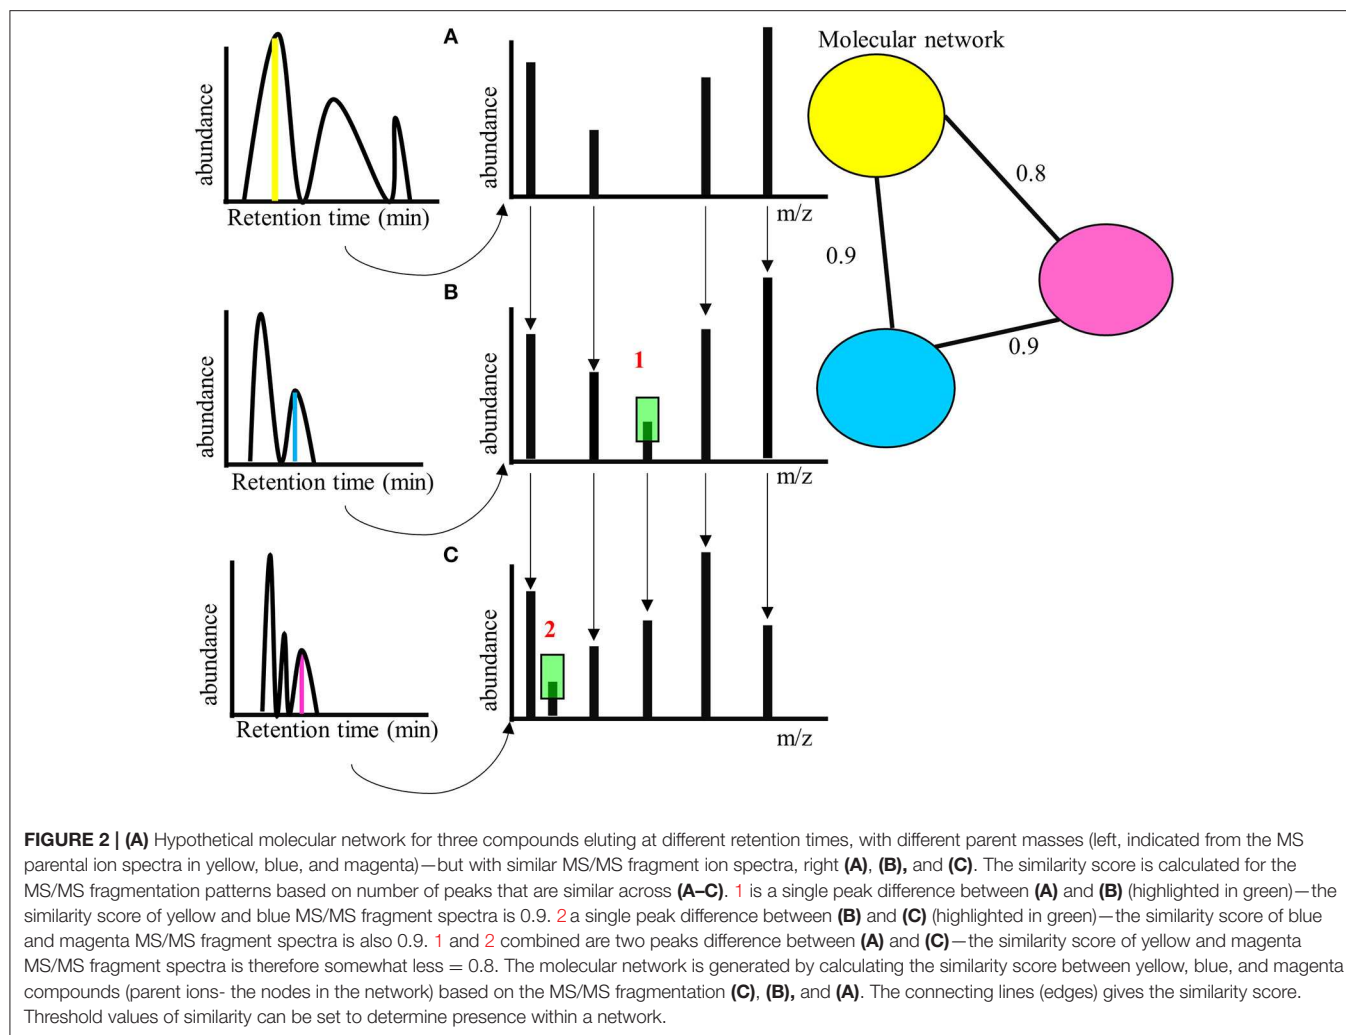 A
abundance
Retention time (min)
abundance
m/z
Molecular network
0.8
0.9
0.9
B
abundance
Retention time (min)
abundance
1
m/z
C
abundance
Retention time (min)
abundance
2
m/z
FIGURE 2 | (A) Hypothetical molecular network for three compounds eluting at different retention times, with different parent masses (left, indicated from the MS
parental ion spectra in yellow, blue, and magenta)—but with similar MS/MS fragment ion spectra, right (A), (B), and (C). The similarity score is calculated for the
MS/MS fragmentation patterns based on number of peaks that are similar across (A–C). 1 is a single peak difference between (A) and (B) (highlighted in green)—the
similarity score of yellow and blue MS/MS fragment spectra is 0.9. 2 a single peak difference between (B) and (C) (highlighted in green)—the similarity score of blue
and magenta MS/MS fragment spectra is also 0.9. 1 and 2 combined are two peaks difference between (A) and (C)—the similarity score of yellow and magenta
MS/MS fragment spectra is therefore somewhat less = 0.8. The molecular network is generated by calculating the similarity score between yellow, blue, and magenta
compounds (parent ions- the nodes in the network) based on the MS/MS fragmentation (C), (B), and (A). The connecting lines (edges) gives the similarity score.
Threshold values of similarity can be set to determine presence within a network.